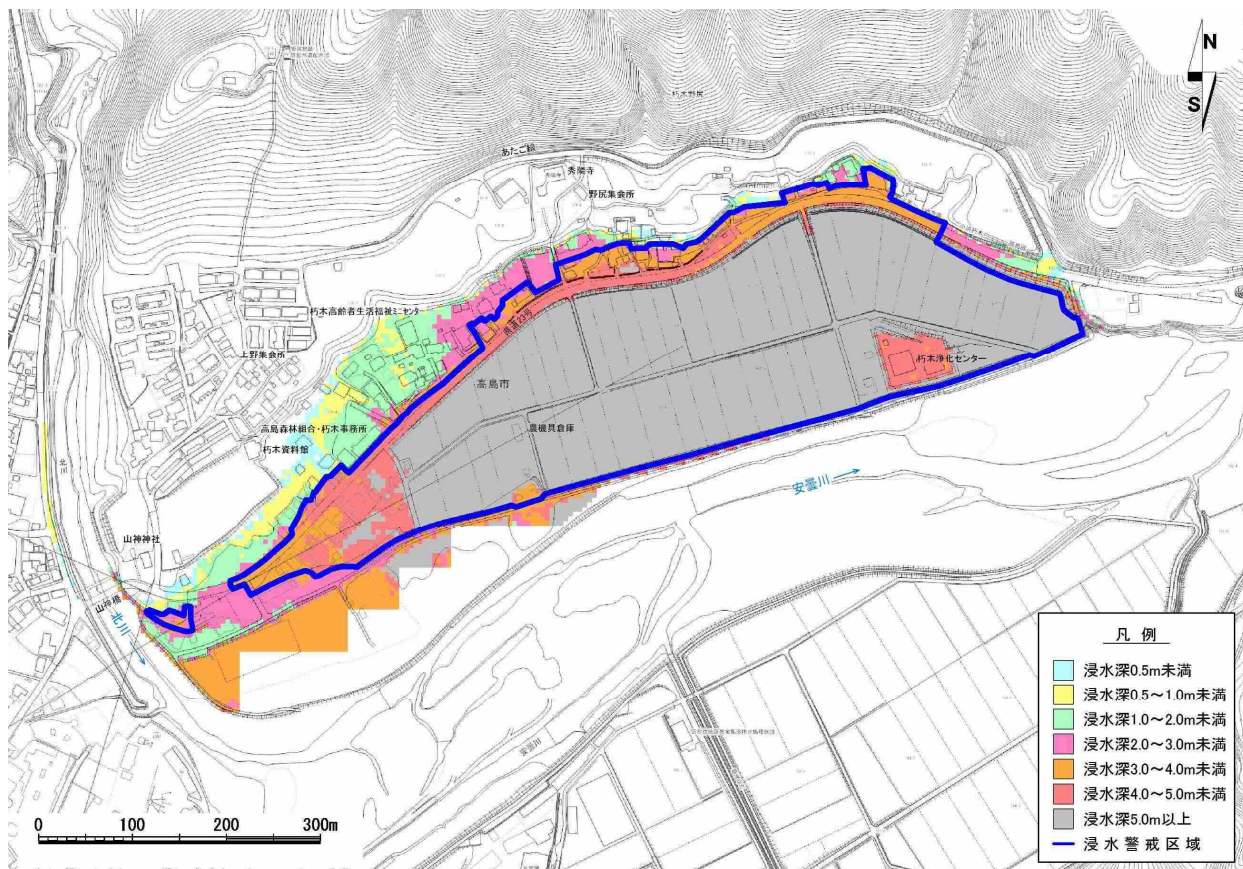 N
S
朽木野尻
あたご線
秀隣寺
野尻集会所
朽木高齢者生活福祉ミニセンター
上野集会所
県道23号
高島市
朽木浄化センター
農機具倉庫
高島森林組合・朽木事務所
朽木資料館
安曇川
北川
山神神社
山神橋
北川
安曇川
凡例
浸水深0.5m未満
浸水深0.5～1.0m未満
浸水深1.0～2.0m未満
浸水深2.0～3.0m未満
浸水深3.0～4.0m未満
浸水深4.0～5.0m未満
浸水深5.0m以上
浸水警戒区域
0 100 200 300m